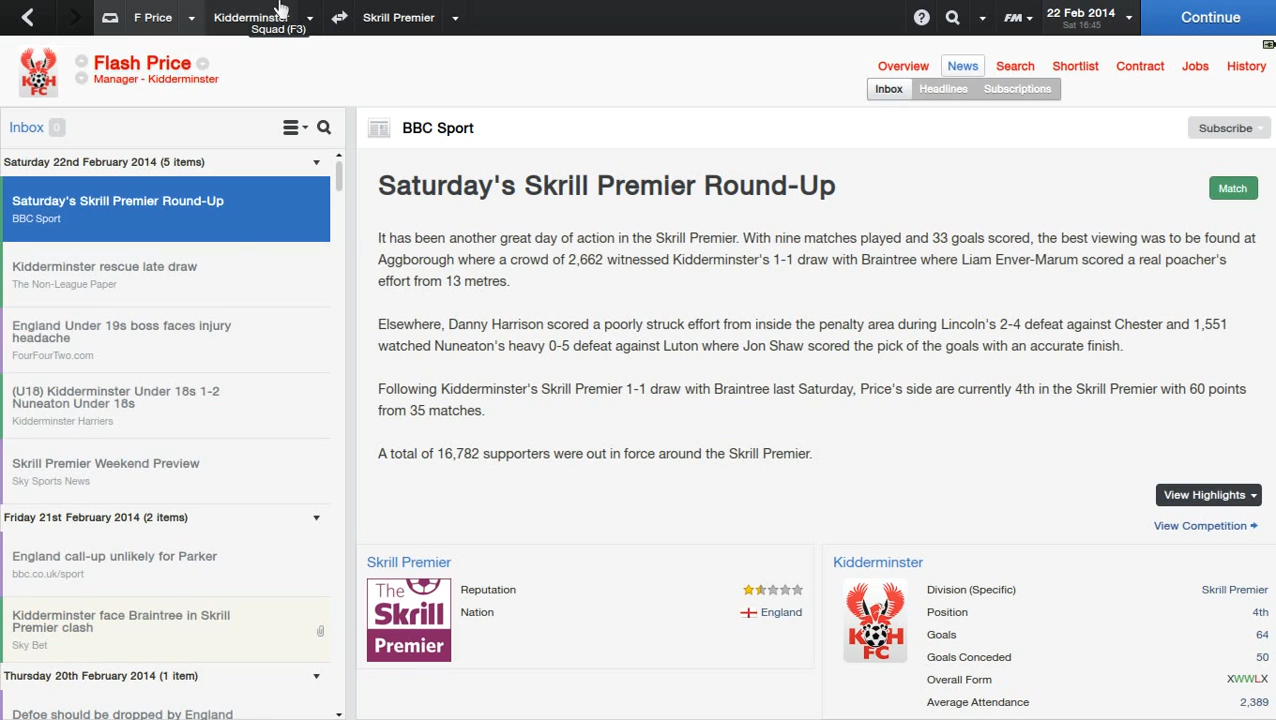 F Price
Kidderminster
Skrill Premier
22 Feb 2014
Sat 16:45
Continue
Squad (F3)
Flash Price
Manager - Kidderminster
Overview
News
Search
Shortlist
Contract
Jobs
History
Inbox
Headlines
Subscriptions
Inbox 0
Saturday 22nd February 2014 (5 items)
Saturday's Skrill Premier Round-Up
BBC Sport
Kidderminster rescue late draw
The Non-League Paper
England Under 19s boss faces injury
headache
FourFourTwo.com
(U18) Kidderminster Under 18s 1-2
Nuneaton Under 18s
Kidderminster Harriers
Skrill Premier Weekend Preview
Sky Sports News
Friday 21st February 2014 (2 items)
England call-up unlikely for Parker
bbc.co.uk/sport
Kidderminster face Braintree in Skrill
Premier clash
Sky Bet
Thursday 20th February 2014 (1 item)
Defoe should be dropped by England
BBC Sport
Subscribe
Saturday's Skrill Premier Round-Up
Match
It has been another great day of action in the Skrill Premier. With nine matches played and 33 goals scored, the best viewing was to be found at
Aggborough where a crowd of 2,662 witnessed Kidderminster's 1-1 draw with Braintree where Liam Enver-Marum scored a real poacher's
effort from 13 metres.
Elsewhere, Danny Harrison scored a poorly struck effort from inside the penalty area during Lincoln's 2-4 defeat against Chester and 1,551
watched Nuneaton's heavy 0-5 defeat against Luton where Jon Shaw scored the pick of the goals with an accurate finish.
Following Kidderminster's Skrill Premier 1-1 draw with Braintree last Saturday, Price's side are currently 4th in the Skrill Premier with 60 points
from 35 matches.
A total of 16,782 supporters were out in force around the Skrill Premier.
View Highlights
View Competition
Skrill Premier
The
Skrill
Premier
Reputation
Nation
England
Kidderminster
KH
FC
Division (Specific) Skrill Premier
Position 4th
Goals 64
Goals Conceded 50
Overall Form XWWLX
Average Attendance 2,389
FM
KH
FC